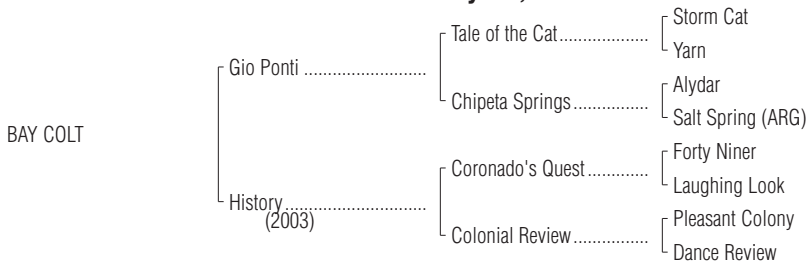 Storm Cat
Tale of the Cat....................
Yarn
Gio Ponti ...........................
Alydar
Chipeta Springs.................
Salt Spring (ARG)
BAY COLT
Forty Niner
Coronado's Quest..............
Laughing Look
History ...............................
(2003)
Pleasant Colony
Colonial Review.................
Dance Review